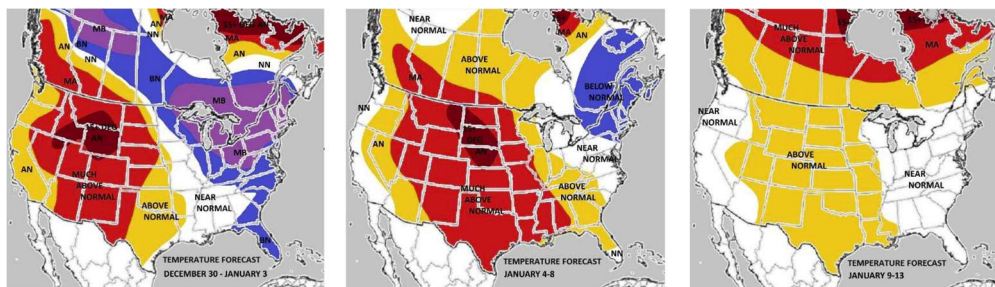 AN
MB
BN
NN
AN
MA
AN
NN
AN
BN
MA
MB
AN
MB
AN
MUCH
ABOVE
NORMAL
ABOVE
NORMAL
NEAR
NORMAL
BN
TEMPERATURE FORECAST
DECEMBER 30 - JANUARY 3
NEAR
NORMAL
MA
AN
MA
ABOVE
NORMAL
BELOW
NORMAL
NN
AN
NEAR
NORMAL
MUCH
ABOVE
NORMAL
ABOVE
NORMAL
NN
TEMPERATURE FORECAST
JANUARY 4-8
MUCH
ABOVE
NORMAL
MA
NEAR
NORMAL
ABOVE
NORMAL
NEAR
NORMAL
TEMPERATURE FORECAST
JANUARY 9-13